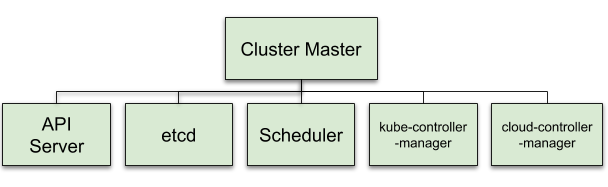 Cluster Master
API
Server
etcd
Scheduler
kube-controller
-manager
cloud-controller
-manager